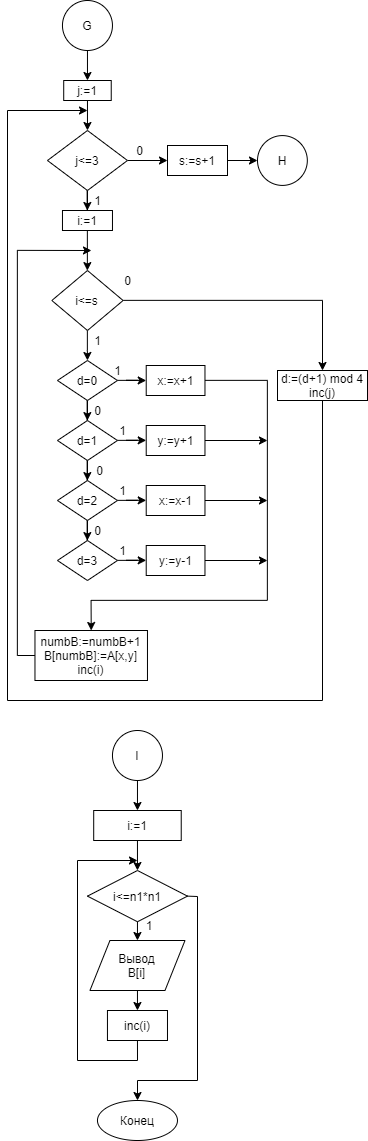 G
j:=1
j<=3
0
s:=s+1
H
1
i:=1
i<=s
0
1
d:=(d+1) mod 4
inc(j)
d=0
1
x:=x+1
0
d=1
1
y:=y+1
0
d=2
1
x:=x-1
0
d=3
1
y:=y-1
numbB:=numbB+1
B[numbB]:=A[x,y]
inc(i)
I
i:=1
i<=n1*n1
1
Вывод
B[i]
inc(i)
Конец